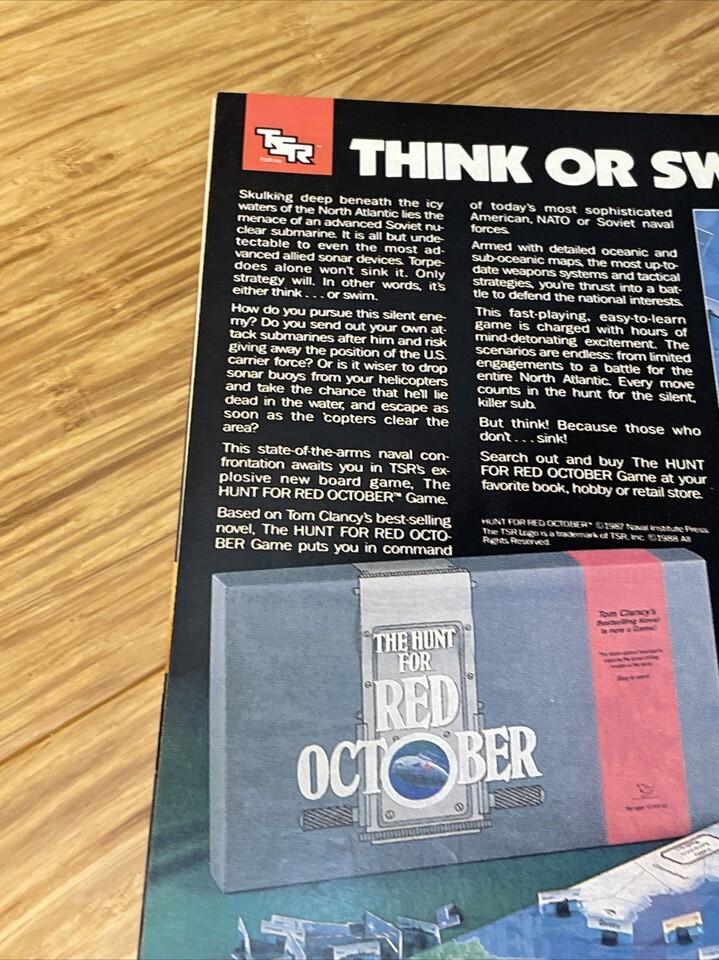 TSR
THINK OR SW
Skulking deep beneath the icy
waters of the North Atlantic lies the
menace of an advanced Soviet nu-
clear submarine. It is all but unde-
tectable to even the most ad-
vanced allied sonar devices. Torpe-
does alone won't sink it. Only
strategy will. In other words, it's
either think...or swim.
How do you pursue this silent ene-
my? Do you send out your own at-
tack submarines after him and risk
giving away the position of the U.S.
carrier force? Or is it wiser to drop
sonar buoys from your helicopters
and take the chance that he'll lie
dead in the water, and escape as
soon as the 'copters clear the
area?
This state-of-the-arms naval con-
frontation awaits you in TSR's ex-
plosive new board game, The
HUNT FOR RED OCTOBER™ Game.
Based on Tom Clancy's best-selling
novel, The HUNT FOR RED OCTO-
BER Game puts you in command
of today's most sophisticated
American, NATO or Soviet naval
forces.
Armed with detailed oceanic and
sub-oceanic maps, the most up-to-
date weapons systems and tactical
strategies, you're thrust into a bat-
tle to defend the national interests.
This fast-playing, easy-to-learn
game is charged with hours of
mind-detonating excitement. The
scenarios are endless: from limited
engagements to a battle for the
entire North Atlantic. Every move
counts in the hunt for the silent,
killer sub.
But think! Because those who
don't...sink!
Search out and buy The HUNT
FOR RED OCTOBER Game at your
favorite book, hobby or retail store.
HUNT FOR RED OCTOBER™ ©1987 Naval Institute Press
The TSR Logo is a trademark of TSR, Inc. ©1988 All
Rights Reserved.
THE HUNT
FOR
RED
OCTOBER
Tom Clancy's
Bestselling Novel
is now a Game!